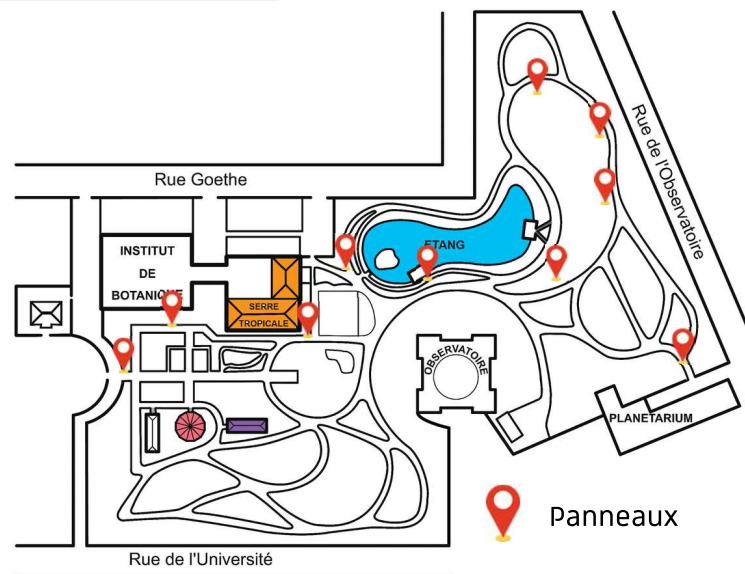 Rue Goethe
Rue de l'Observatoire
INSTITUT
DE
BOTANIQUE
ETANG
SERRE
TROPICALE
OBSERVATOIRE
PLANETARIUM
Panneaux
Rue de l'Université